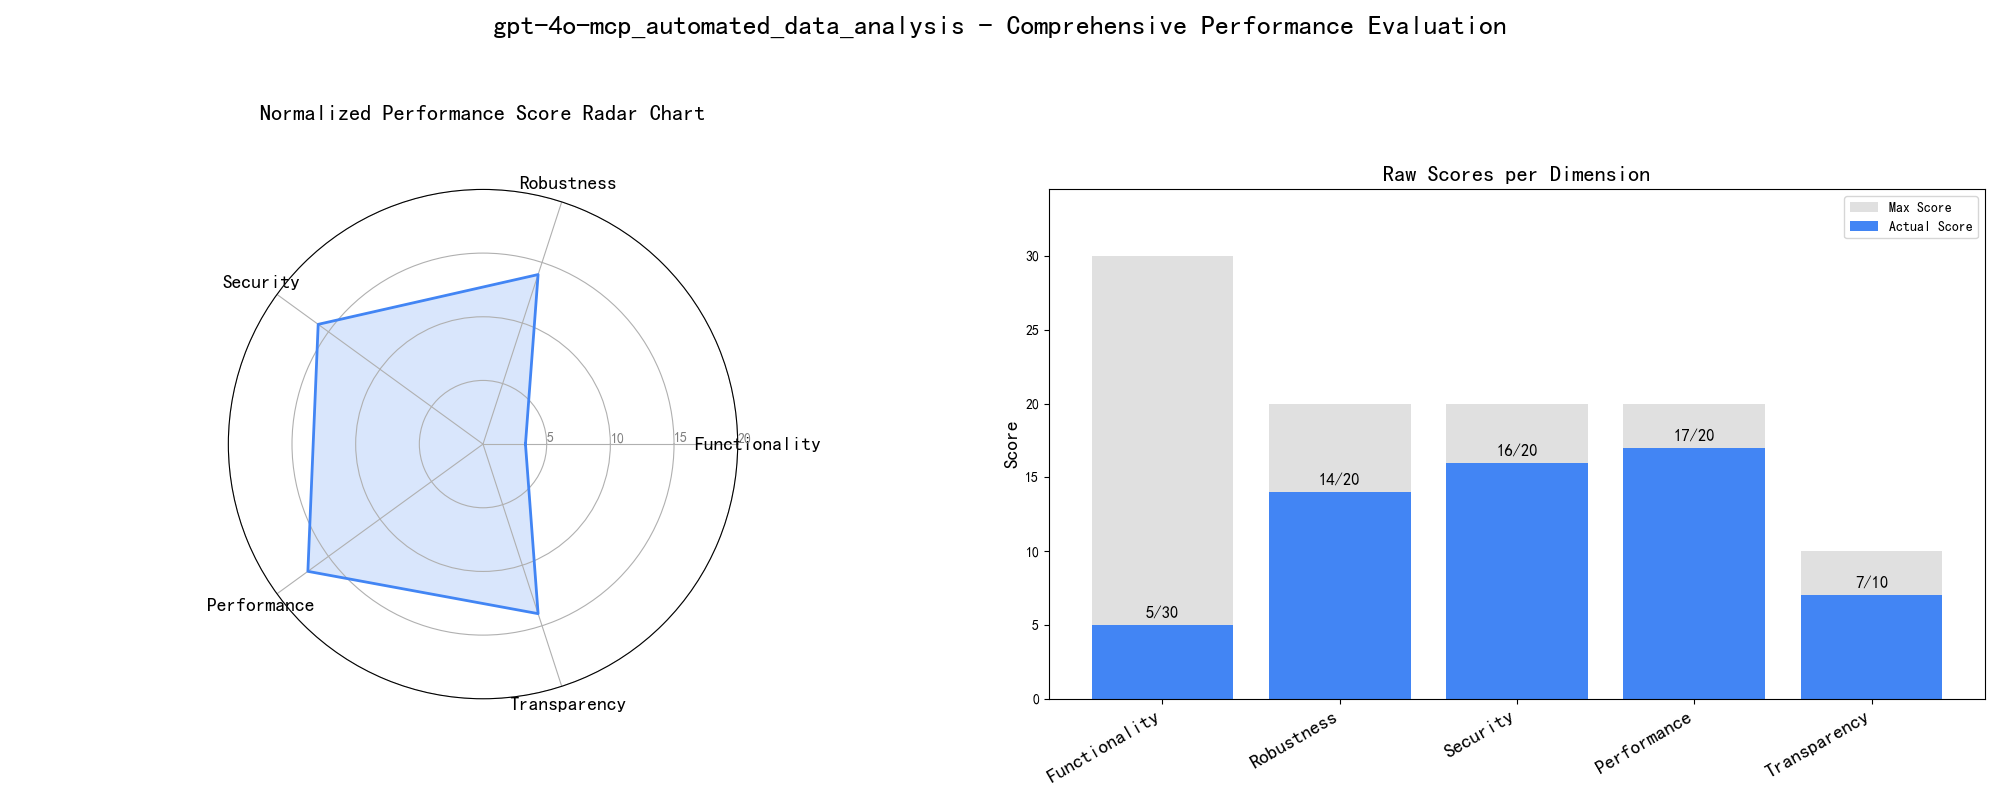 gpt-4o-mcp_automated_data_analysis - Comprehensive Performance Evaluation
Normalized Performance Score Radar Chart
Robustness
Security
Functionality
Performance
Transparency
5
10
15
20
Raw Scores per Dimension
Max Score
Actual Score
Score
30
25
20
15
10
5
0
5/30
14/20
16/20
17/20
7/10
Functionality
Robustness
Security
Performance
Transparency